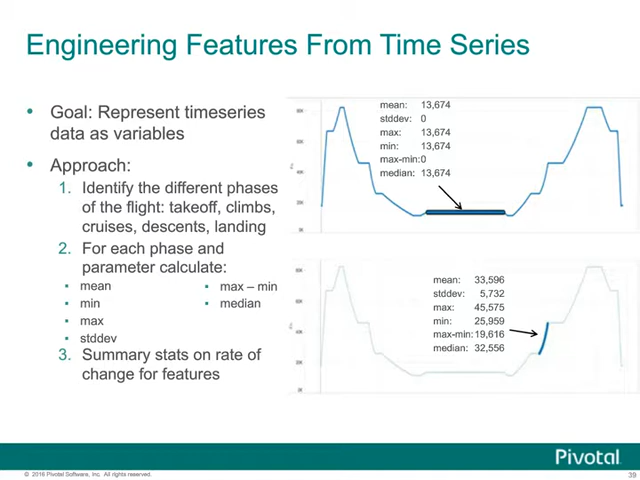 Engineering Features From Time Series
• Goal: Represent timeseries
data as variables
• Approach:
1. Identify the different phases
of the flight: takeoff, climbs,
cruises, descents, landing
2. For each phase and
parameter calculate:
▪ mean
▪ min
▪ max
▪ stddev
▪ max – min
▪ median
3. Summary stats on rate of
change for features
mean: 13,674
stddev: 0
max: 13,674
min: 13,674
max-min: 0
median: 13,674
mean: 33,596
stddev: 5,732
max: 45,575
min: 25,959
max-min: 19,616
median: 32,556
Pivotal
© 2016 Pivotal Software, Inc. All rights reserved.
39